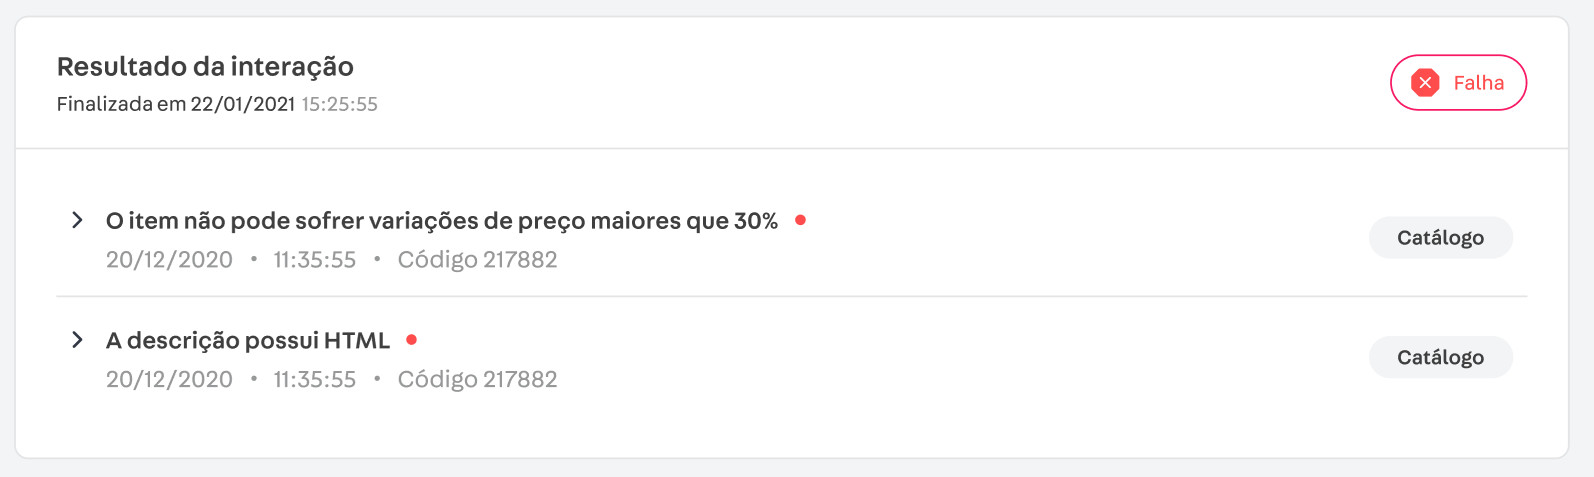 Resultado da interação
Finalizada em 22/01/2021 15:25:55
Falha
O item não pode sofrer variações de preço maiores que 30%
20/12/2020 • 11:35:55 • Código 217882
Catálogo
A descrição possui HTML
20/12/2020 • 11:35:55 • Código 217882
Catálogo